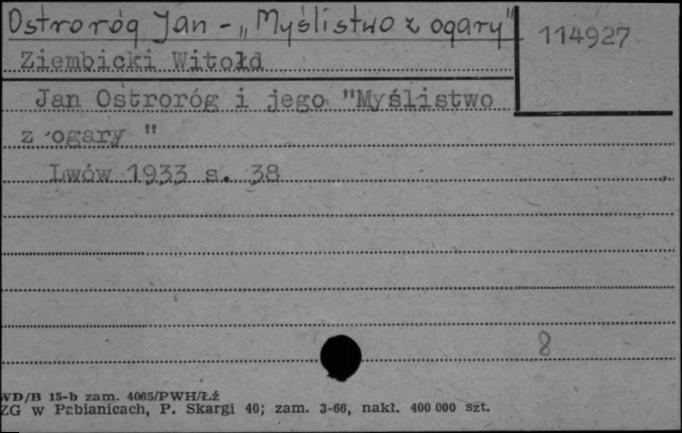 Ostroróg Jan - „Myślistwo z ogary"
114927
Ziembicki Witołd
Jan Ostroróg i jego "Myślistwo
z ogary "
Lwów 1933 s. 38
8
WD/B 15-b zam. 4065/PWH/Łź
ZG w Pabianicach, P. Skargi 40; zam. 3-66, nakł. 400 000 szt.